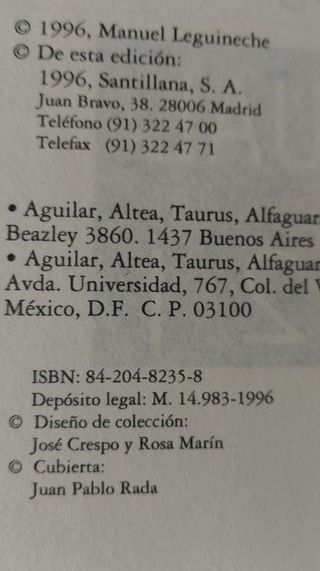 © 1996, Manuel Leguineche
© De esta edición:
1996, Santillana, S. A.
Juan Bravo, 38. 28006 Madrid
Teléfono (91) 322 47 00
Telefax (91) 322 47 71
• Aguilar, Altea, Taurus, Alfaguar
Beazley 3860. 1437 Buenos Aires
• Aguilar, Altea, Taurus, Alfaguar
Avda. Universidad, 767, Col. del
México, D.F. C. P. 03100
ISBN: 84-204-8235-8
Depósito legal: M. 14.983-1996
© Diseño de colección:
José Crespo y Rosa Marín
© Cubierta:
Juan Pablo Rada